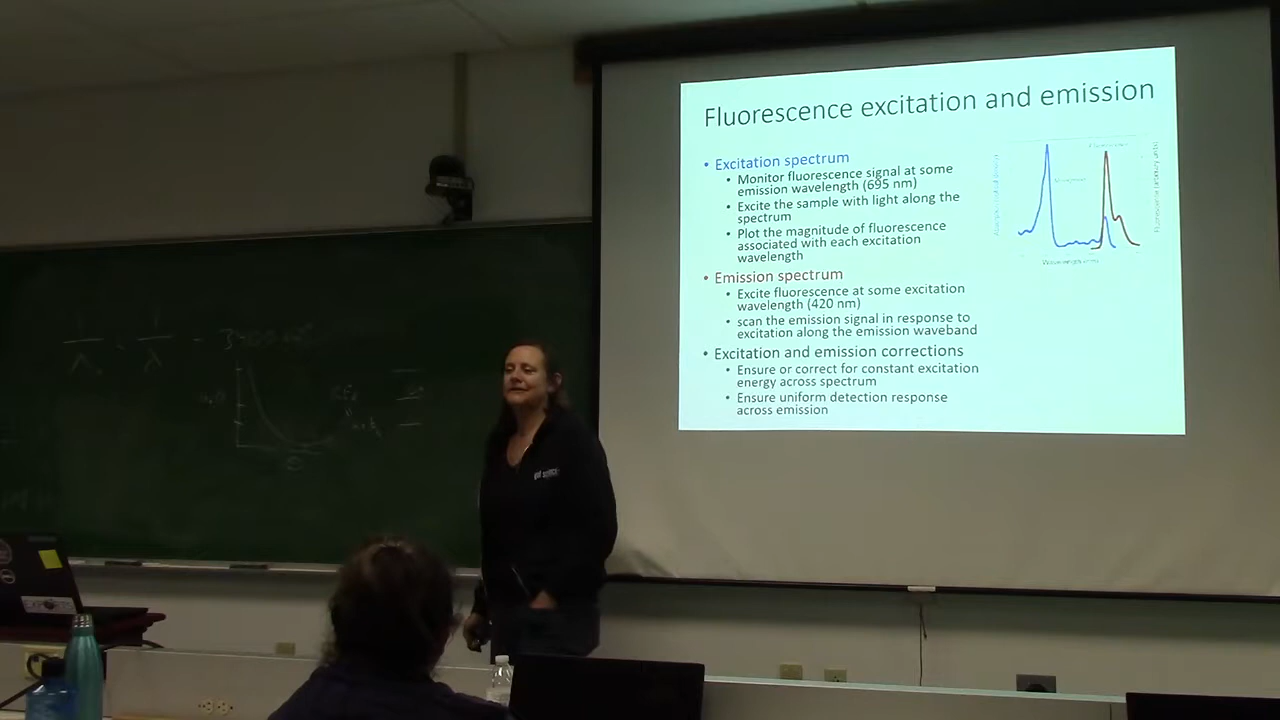 Fluorescence excitation and emission
• Excitation spectrum
• Monitor fluorescence signal at some
emission wavelength (695 nm)
• Excite the sample with light along the
spectrum
• Plot the magnitude of fluorescence
associated with each excitation
wavelength
• Emission spectrum
• Excite fluorescence at some excitation
wavelength (420 nm)
• scan the emission signal in response to
excitation along the emission waveband
• Excitation and emission corrections
• Ensure or correct for constant excitation
energy across spectrum
• Ensure uniform detection response
across emission
Wavelength (nm)